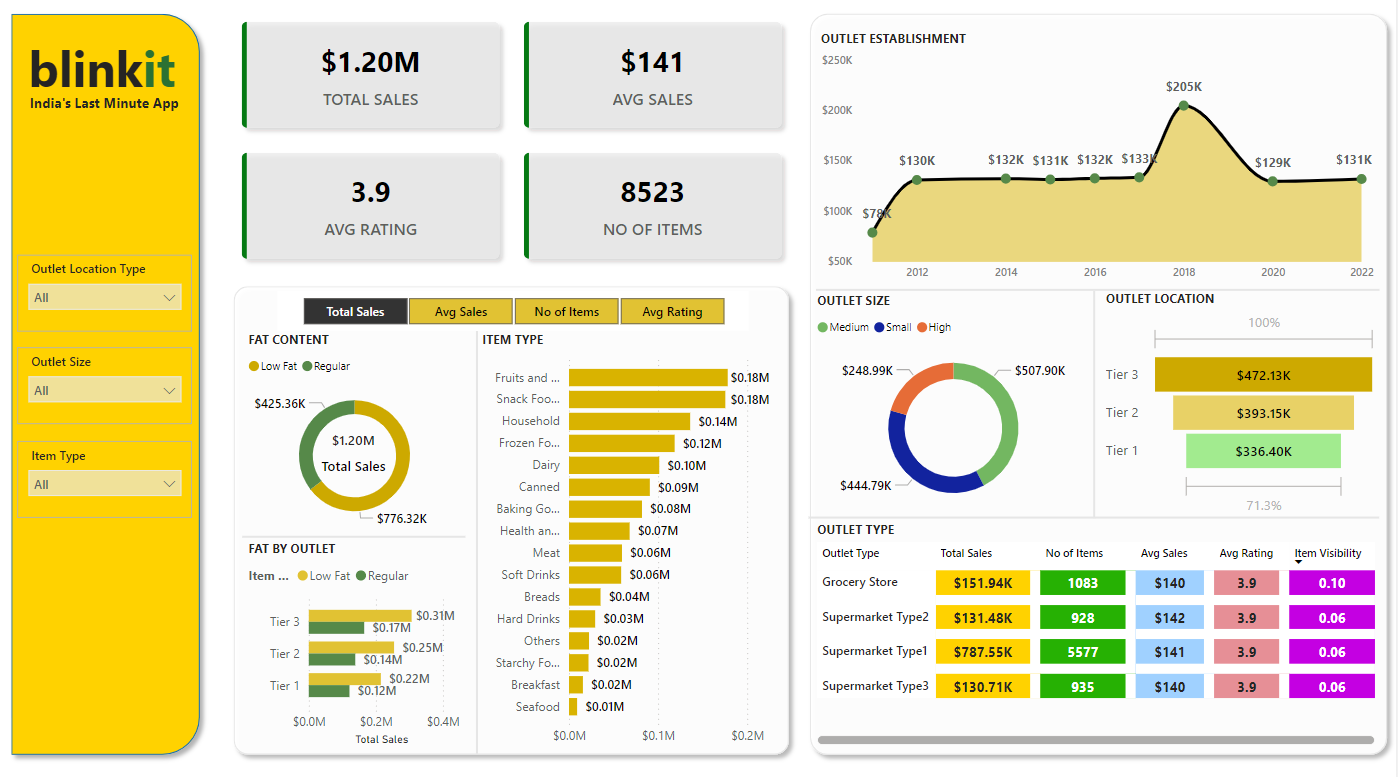 blinkit
India's Last Minute App
Outlet Location Type
All
Outlet Size
All
Item Type
All
$1.20M
TOTAL SALES
$141
AVG SALES
3.9
AVG RATING
8523
NO OF ITEMS
Total Sales Avg Sales No of Items Avg Rating
FAT CONTENT
Low Fat Regular
$425.36K
$1.20M
Total Sales
$776.32K
FAT BY OUTLET
Item ... Low Fat Regular
Tier 3 $0.31M
$0.17M
Tier 2 $0.25M
$0.14M
Tier 1 $0.22M
$0.12M
$0.0M $0.2M $0.4M
Total Sales
ITEM TYPE
Fruits and ... $0.18M
Snack Foo... $0.18M
Household $0.14M
Frozen Fo... $0.12M
Dairy $0.10M
Canned $0.09M
Baking Go... $0.08M
Health an... $0.07M
Meat $0.06M
Soft Drinks $0.06M
Breads $0.04M
Hard Drinks $0.03M
Others $0.02M
Starchy Fo... $0.02M
Breakfast $0.02M
Seafood $0.01M
$0.0M $0.1M $0.2M
OUTLET ESTABLISHMENT
$250K
$200K
$150K
$100K
$50K
$78K $130K $132K $131K $132K $133K $205K $129K $131K
2012 2014 2016 2018 2020 2022
OUTLET SIZE
Medium Small High
$248.99K $507.90K
$444.79K
OUTLET LOCATION
100%
Tier 3 $472.13K
Tier 2 $393.15K
Tier 1 $336.40K
71.3%
OUTLET TYPE
Outlet Type Total Sales No of Items Avg Sales Avg Rating Item Visibility
Grocery Store $151.94K 1083 $140 3.9 0.10
Supermarket Type2 $131.48K 928 $142 3.9 0.06
Supermarket Type1 $787.55K 5577 $141 3.9 0.06
Supermarket Type3 $130.71K 935 $140 3.9 0.06